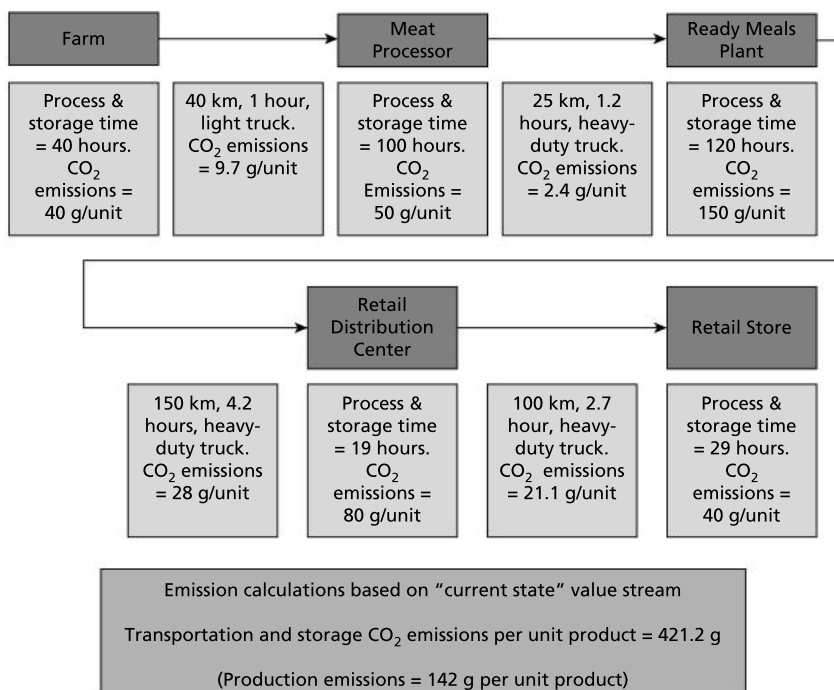 Farm
Meat
Processor
Ready Meals
Plant
Process &
storage time
= 40 hours.
CO₂
emissions =
40 g/unit
40 km, 1 hour,
light truck.
CO₂ emissions
= 9.7 g/unit
Process &
storage time
= 100 hours.
CO₂
Emissions =
50 g/unit
25 km, 1.2
hours, heavy-
duty truck.
CO₂ emissions
= 2.4 g/unit
Process &
storage time
= 120 hours.
CO₂
emissions =
150 g/unit
Retail
Distribution
Center
Retail Store
150 km, 4.2
hours, heavy-
duty truck.
CO₂ emissions
= 28 g/unit
Process &
storage time
= 19 hours.
CO₂
emissions =
80 g/unit
100 km, 2.7
hour, heavy-
duty truck.
CO₂ emissions
= 21.1 g/unit
Process &
storage time
= 29 hours.
CO₂
emissions =
40 g/unit
Emission calculations based on “current state” value stream
Transportation and storage CO₂ emissions per unit product = 421.2 g
(Production emissions = 142 g per unit product)